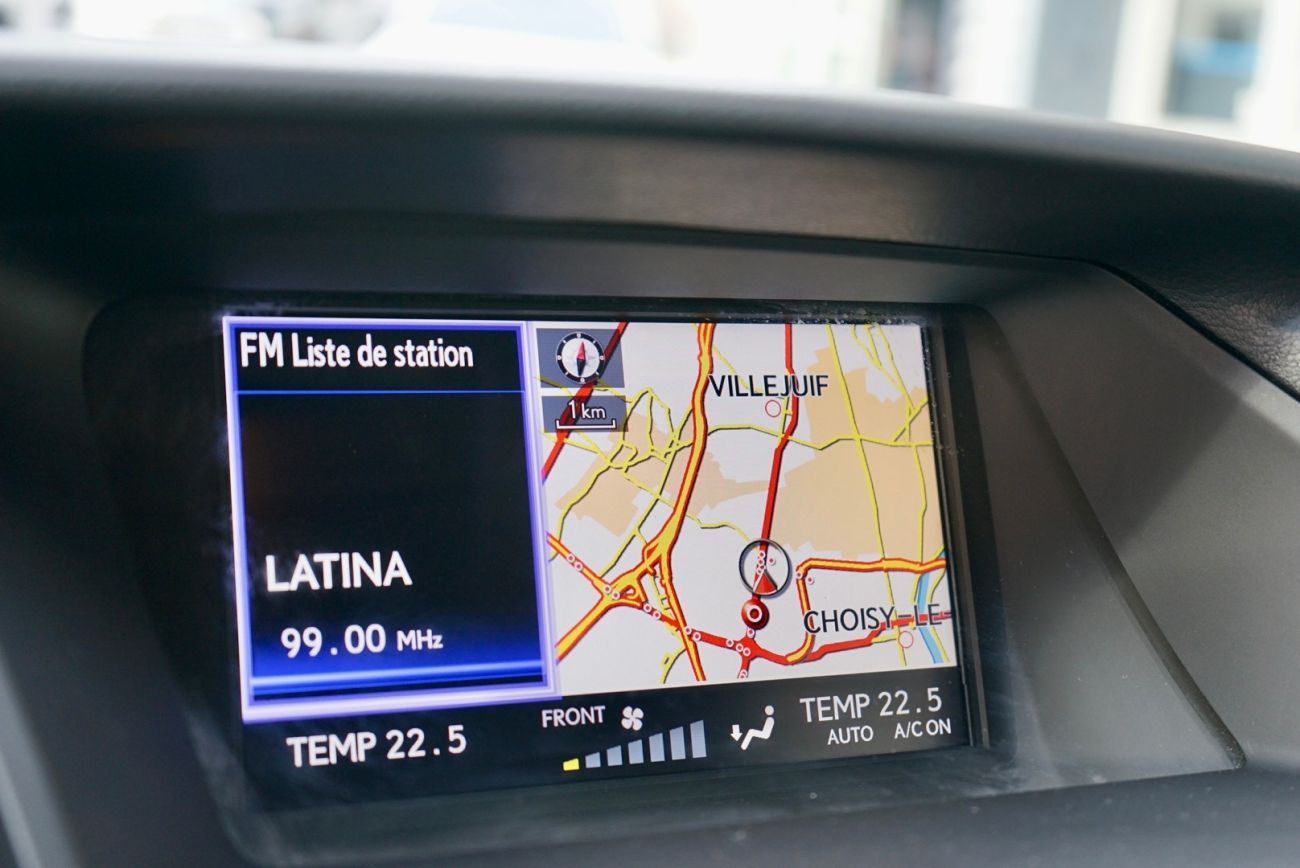 FM Liste de station
LATINA
99.00 MHz
1 km
VILLEJUIF
CHOISY-LE
TEMP 22.5
FRONT
TEMP 22.5
AUTO A/C ON